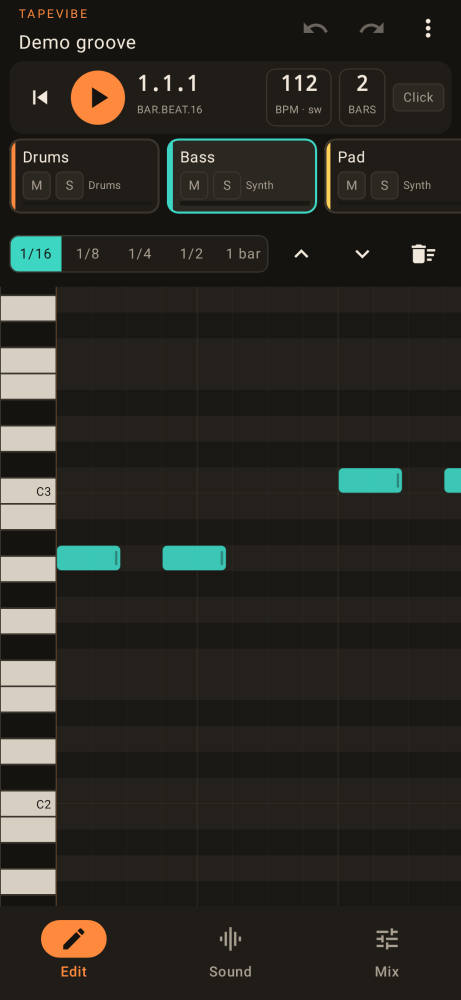 TAPEVIBE
Demo groove
1.1.1
BAR.BEAT.16
112
BPM · sw
2
BARS
Click
Drums
M S Drums
Bass
M S Synth
Pad
M S Synth
1/16 1/8 1/4 1/2 1 bar
C3
C2
Edit Sound Mix